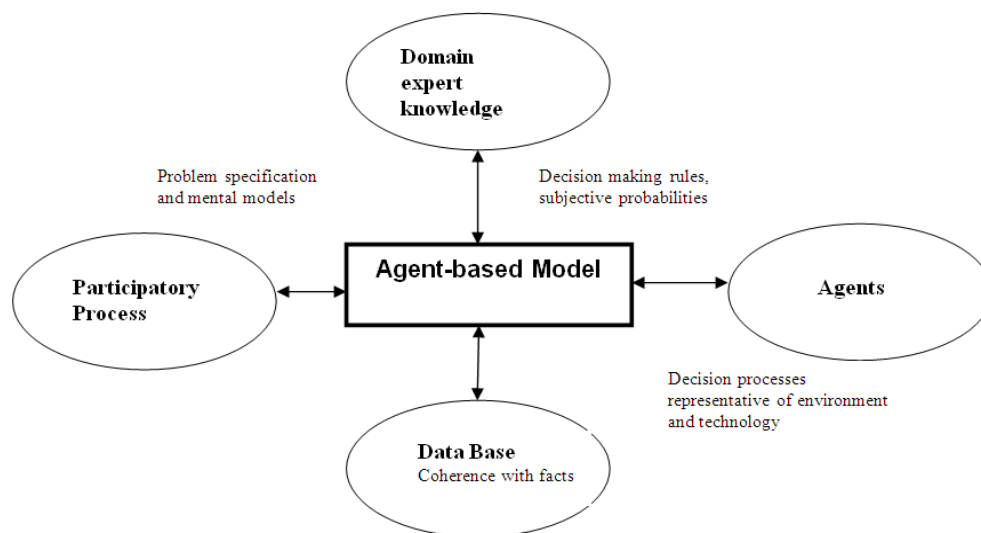 Domain
expert
knowledge
Problem specification
and mental models
Decision making rules,
subjective probabilities
Agent-based Model
Participatory
Process
Agents
Decision processes
representative of environment
and technology
Data Base
Coherence with facts